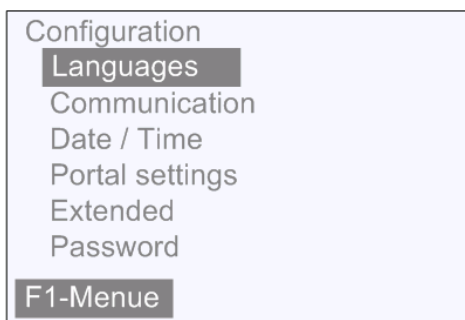 Configuration
Languages
Communication
Date / Time
Portal settings
Extended
Password
F1-Menue